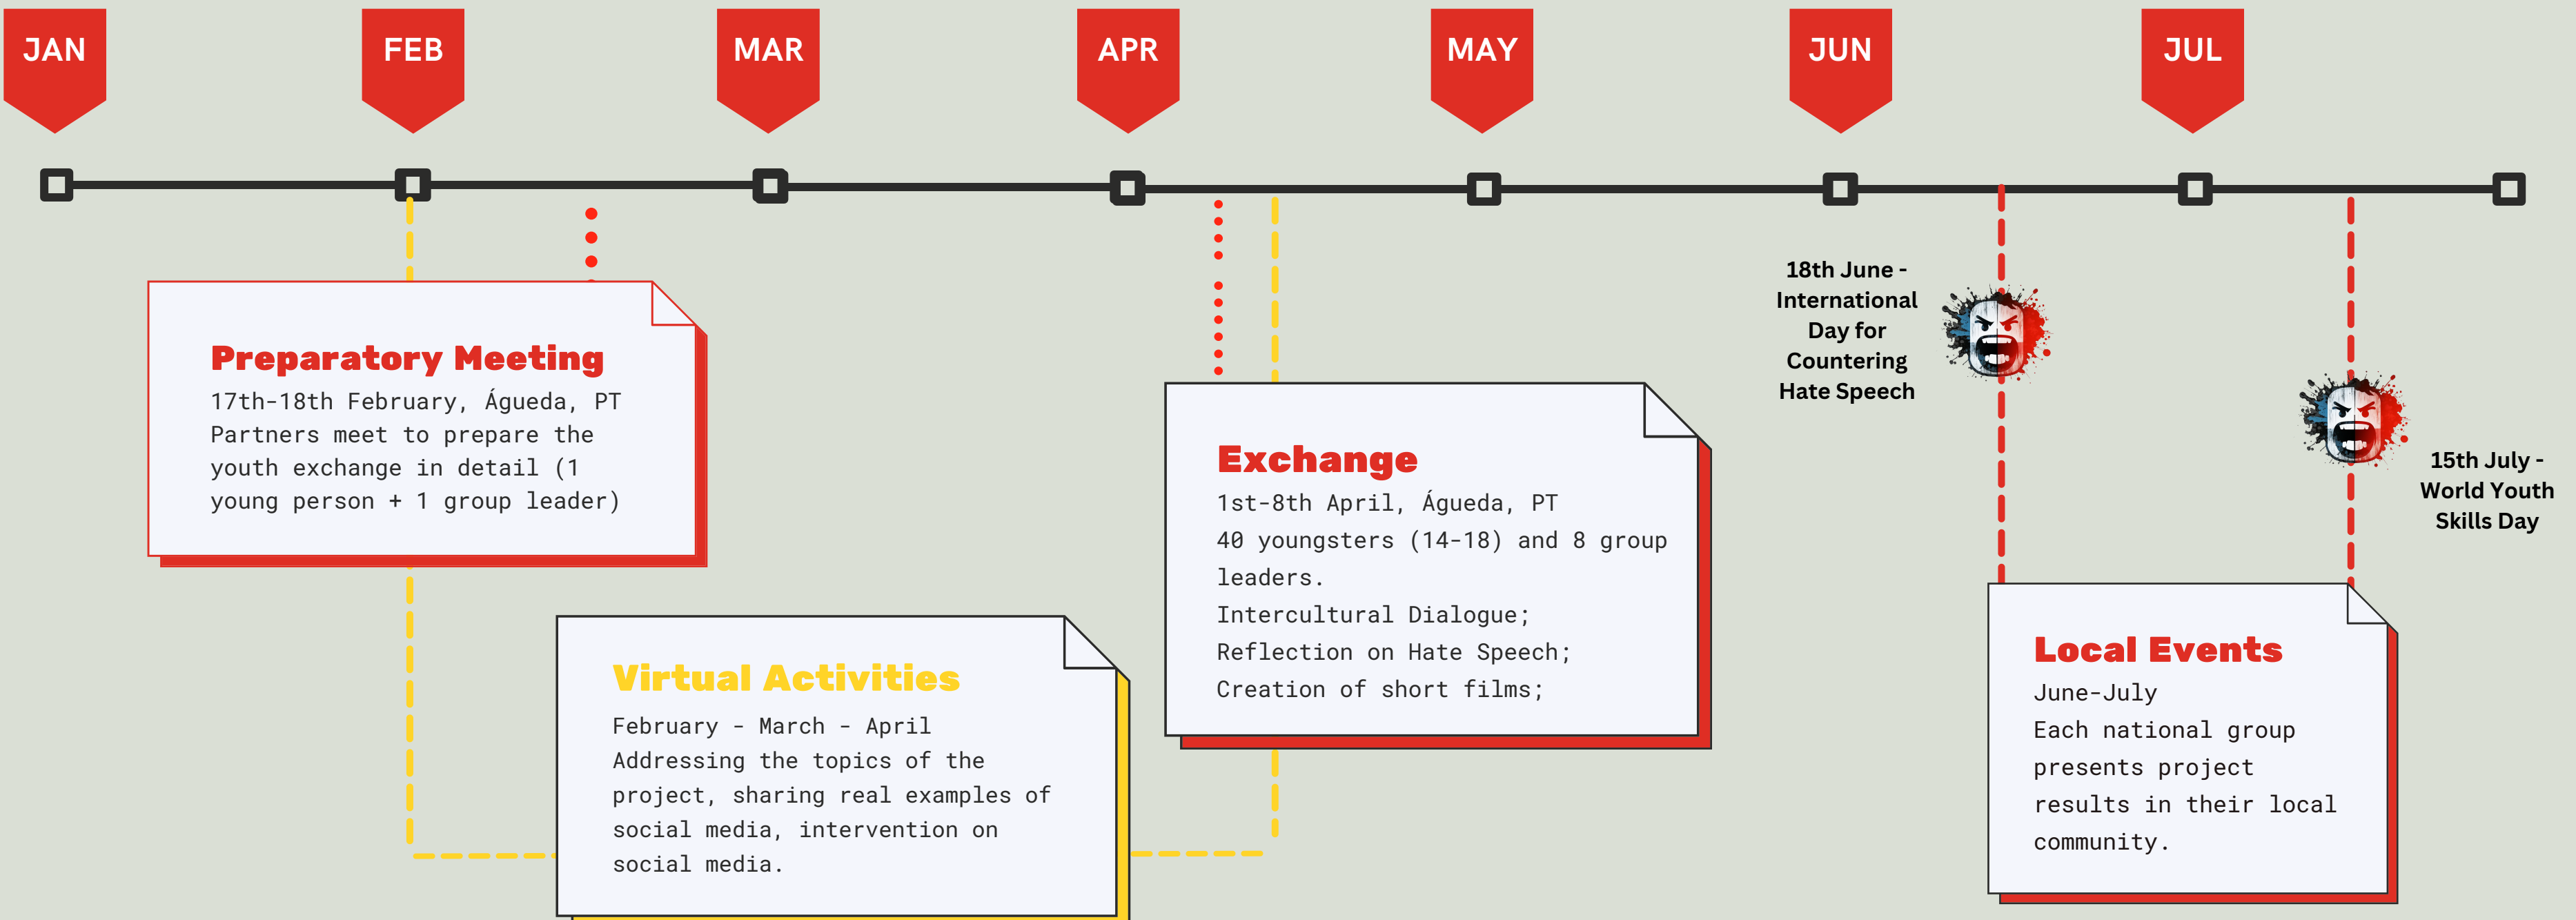 JAN
FEB
MAR
APR
MAY
JUN
JUL
Preparatory Meeting
17th-18th February, Águeda, PT
Partners meet to prepare the
youth exchange in detail (1
young person + 1 group leader)
Virtual Activities
February - March - April
Addressing the topics of the
project, sharing real examples of
social media, intervention on
social media.
Exchange
1st-8th April, Águeda, PT
40 youngsters (14-18) and 8 group
leaders.
Intercultural Dialogue;
Reflection on Hate Speech;
Creation of short films;
18th June -
International
Day for
Countering
Hate Speech
15th July -
World Youth
Skills Day
Local Events
June-July
Each national group
presents project
results in their local
community.